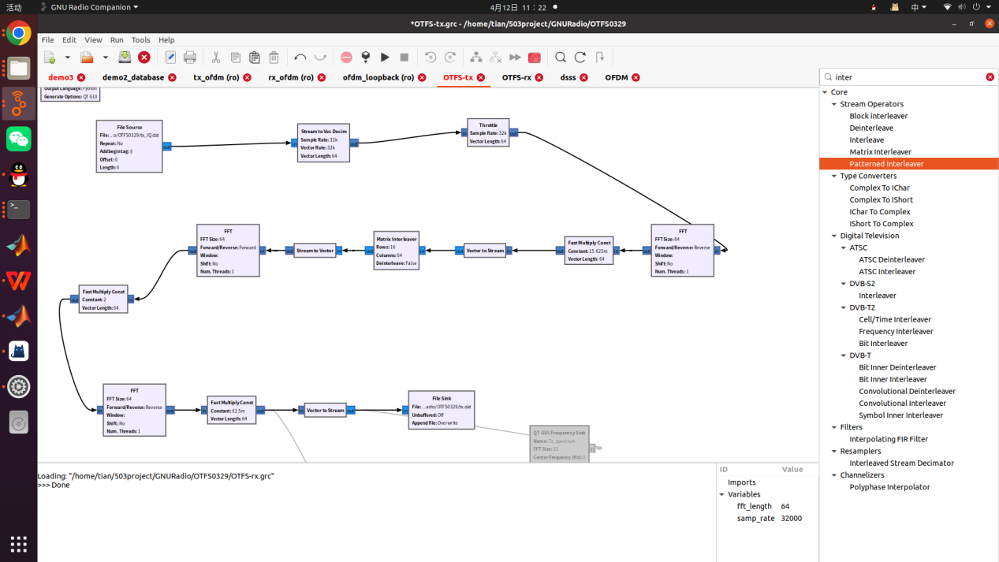 活动
GNU Radio Companion
4月12日 11：22
中
*OTFS-tx.grc - /home/tian/503project/GNURadio/OTFS0329
File Edit View Run Tools Help
demo3
demo2_database
tx_ofdm (ro)
rx_ofdm (ro)
ofdm_loopback (ro)
OTFS-tx
OTFS-rx
dsss
OFDM
Output Language: Python
Generate Options: QT GUI
File Source
File: ...o/OTFS0329/tx_IQ.dat
Repeat: No
Add begin tag: ()
Offset: 0
Length: 0
out
in
Stream to Vec Decim
Sample Rate: 32k
Vector Rate: 32k
Vector Length: 64
out
in
Throttle
Sample Rate: 32k
Vector Length: 64
out
out
FFT
FFT Size: 64
Forward/Reverse: Forward
Window:
Shift: No
Num. Threads: 1
in
out
Stream to Vector
in
out
Matrix Interleaver
Rows: 16
Columns: 64
Deinterleave: False
in
out
Vector to Stream
in
out
Fast Multiply Const
Constant: 15.625m
Vector Length: 64
in
out
FFT
FFT Size: 64
Forward/Reverse: Reverse
Window:
Shift: No
Num. Threads: 1
in
out
Fast Multiply Const
Constant: 2
Vector Length: 64
in
in
FFT
FFT Size: 64
Forward/Reverse: Reverse
Window:
Shift: No
Num. Threads: 1
out
in
Fast Multiply Const
Constant: 62.5m
Vector Length: 64
out
in
Vector to Stream
out
in
File Sink
File: ...adio/OTFS0329/tx.dat
Unbuffered: Off
Append file: Overwrite
QT GUI Frequency Sink
Name: Tx_spectrum
FFT Size: 32
Center Frequency (Hz): 0
in
Loading: "/home/tian/503project/GNURadio/OTFS0329/OTFS-rx.grc"
>>> Done
ID Value
Imports
Variables
fft_length 64
samp_rate 32000
inter
Core
Stream Operators
Block interleaver
Deinterleave
Interleave
Matrix Interleaver
Patterned Interleaver
Type Converters
Complex To IChar
Complex To IShort
IChar To Complex
IShort To Complex
Digital Television
ATSC
ATSC Deinterleaver
ATSC Interleaver
DVB-S2
Interleaver
DVB-T2
Cell/Time Interleaver
Frequency Interleaver
Bit Interleaver
DVB-T
Bit Inner Deinterleaver
Bit Inner Interleaver
Convolutional Deinterleaver
Convolutional Interleaver
Symbol Inner Interleaver
Filters
Interpolating FIR Filter
Resamplers
Interleaved Stream Decimator
Channelizers
Polyphase Interpolator